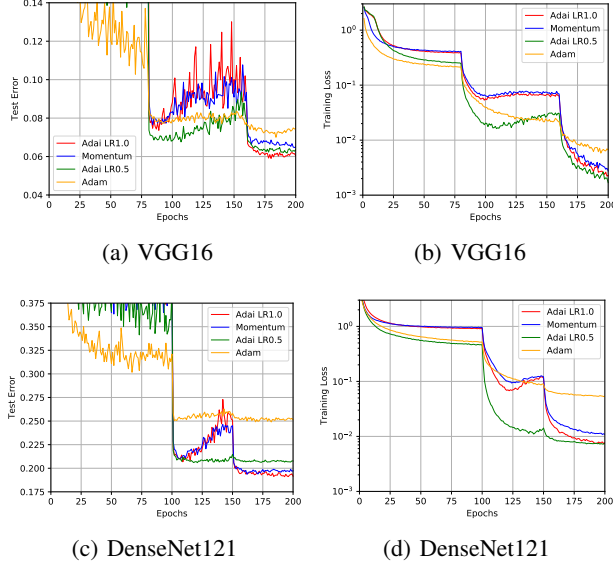 0.14
0.12
0.10
0.08
0.06
0.04
Test Error
Adai LR1.0
Momentum
Adai LR0.5
Adam
0 25 50 75 100 125 150 175 200
Epochs
(a) VGG16
10⁰
10⁻¹
10⁻²
10⁻³
Training Loss
Adai LR1.0
Momentum
Adai LR0.5
Adam
0 25 50 75 100 125 150 175 200
Epochs
(b) VGG16
0.375
0.350
0.325
0.300
0.275
0.250
0.225
0.200
0.175
Test Error
Adai LR1.0
Momentum
Adai LR0.5
Adam
0 25 50 75 100 125 150 175 200
Epochs
(c) DenseNet121
10⁰
10⁻¹
10⁻²
10⁻³
Training Loss
Adai LR1.0
Momentum
Adai LR0.5
Adam
0 25 50 75 100 125 150 175 200
Epochs
(d) DenseNet121